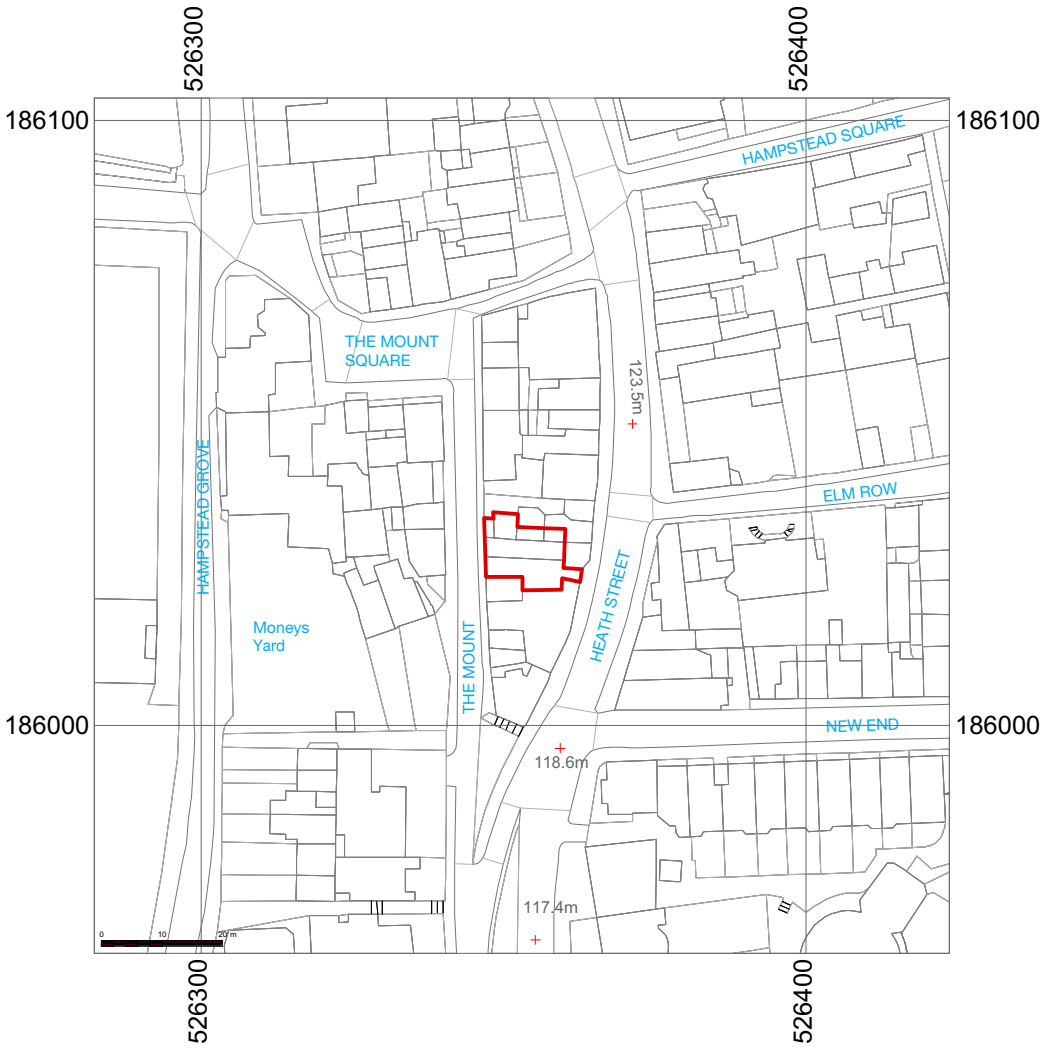 526300
526400
186100
186100
HAMPSTEAD SQUARE
THE MOUNT
SQUARE
123.5m
HAMPSTEAD GROVE
ELM ROW
HEATH STREET
Moneys
Yard
THE MOUNT
186000
186000
NEW END
118.6m
117.4m
0 10 20 m
526300
526400